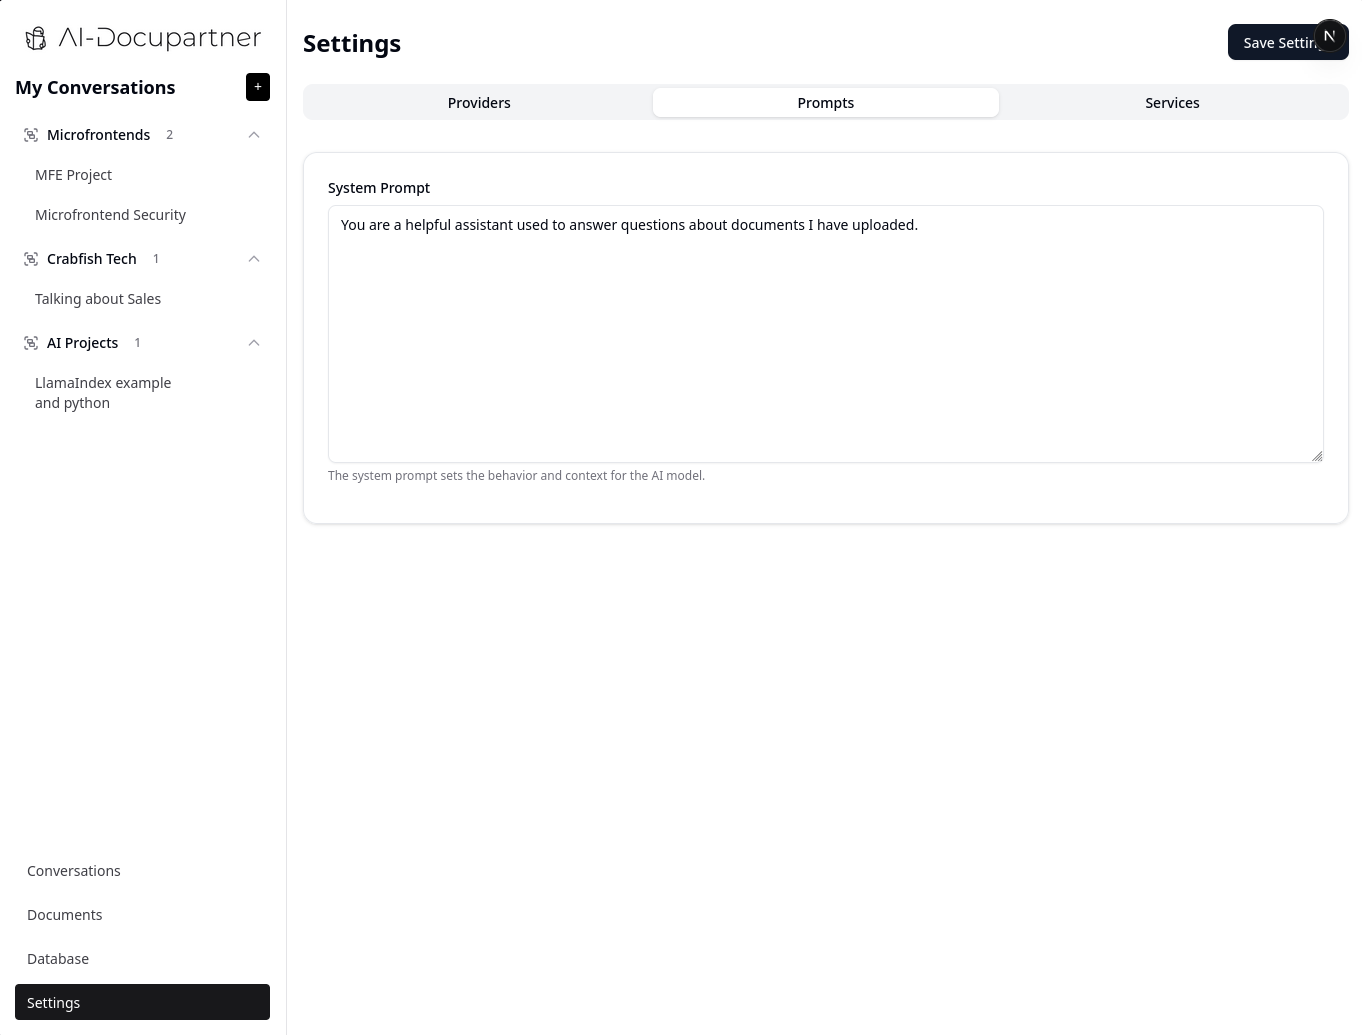 AI-Docupartner
My Conversations
+
Microfrontends 2
MFE Project
Microfrontend Security
Crabfish Tech 1
Talking about Sales
AI Projects 1
LlamaIndex example
and python
Conversations
Documents
Database
Settings
Settings
Save Settin
N
Providers
Prompts
Services
System Prompt
You are a helpful assistant used to answer questions about documents I have uploaded.
The system prompt sets the behavior and context for the AI model.